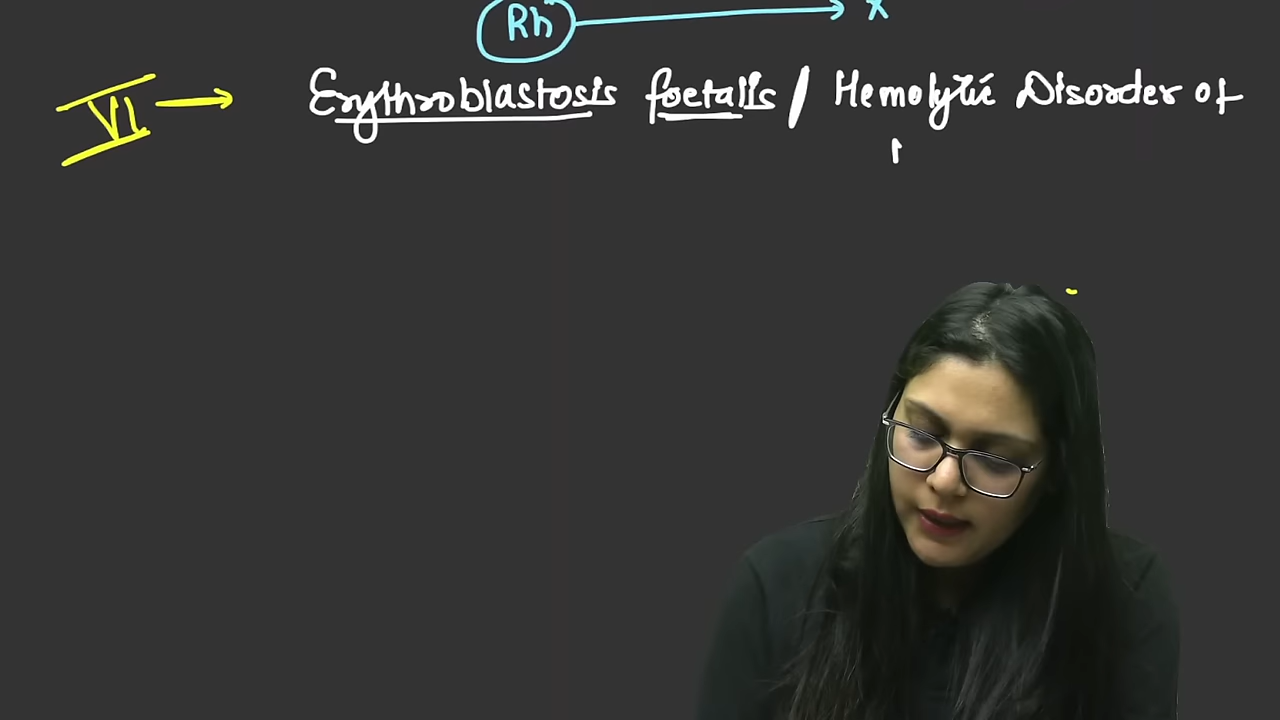 Rh → x
VI → Erythroblastosis foetalis / Hemolytic Disorder of